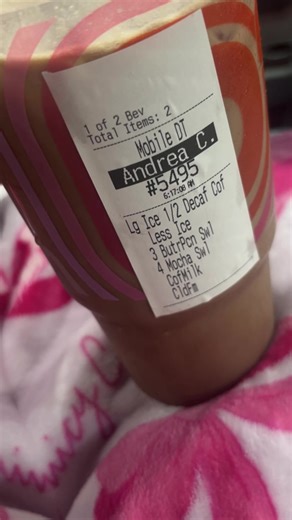 1 of 2 Bev
Total Items: 2
Mobile DT
Andrea C.
#5495
6:17:08 AM
Lg Ice 1/2 Decaf Cof
Less Ice
3 ButrPcn Swl
4 Mocha Swl
CofMilk
CldFm
Juicy